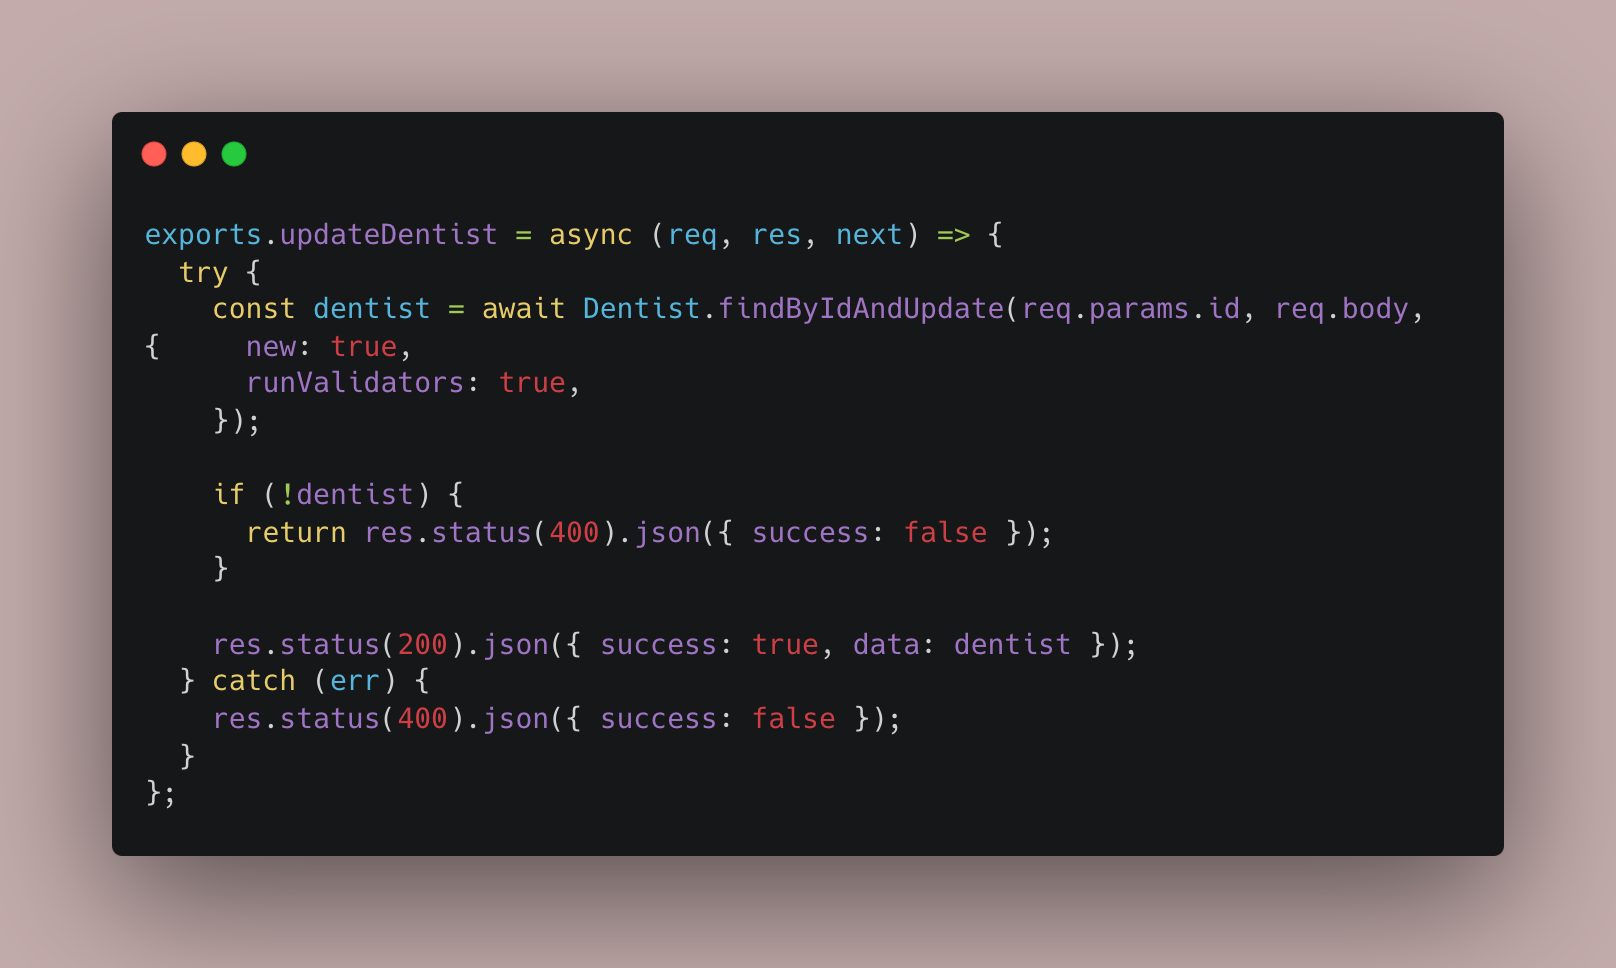 exports.updateDentist = async (req, res, next) => {
  try {
    const dentist = await Dentist.findByIdAndUpdate(req.params.id, req.body,
{     new: true,
      runValidators: true,
    });

    if (!dentist) {
      return res.status(400).json({ success: false });
    }

    res.status(200).json({ success: true, data: dentist });
  } catch (err) {
    res.status(400).json({ success: false });
  }
};